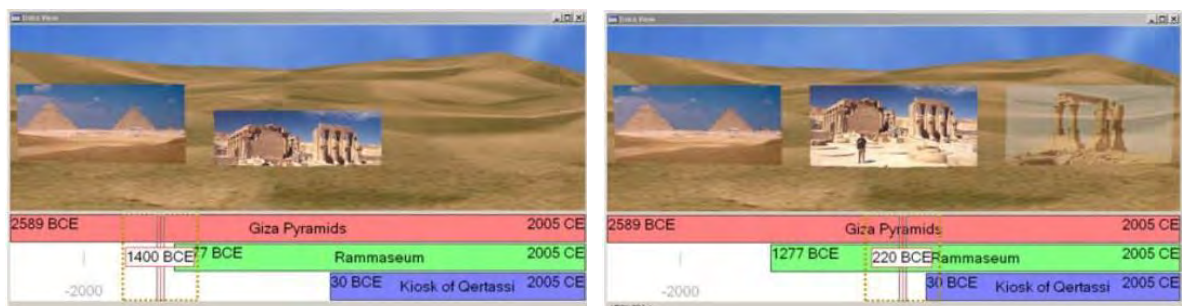 2589 BCE Giza Pyramids 2005 CE
1400 BCE 77 BCE Rammaseum 2005 CE
30 BCE Kiosk of Qertassi 2005 CE
-2000
2589 BCE Giza Pyramids 2005 CE
1277 BCE 220 BCE Rammaseum 2005 CE
30 BCE Kiosk of Qertassi 2005 CE
-2000